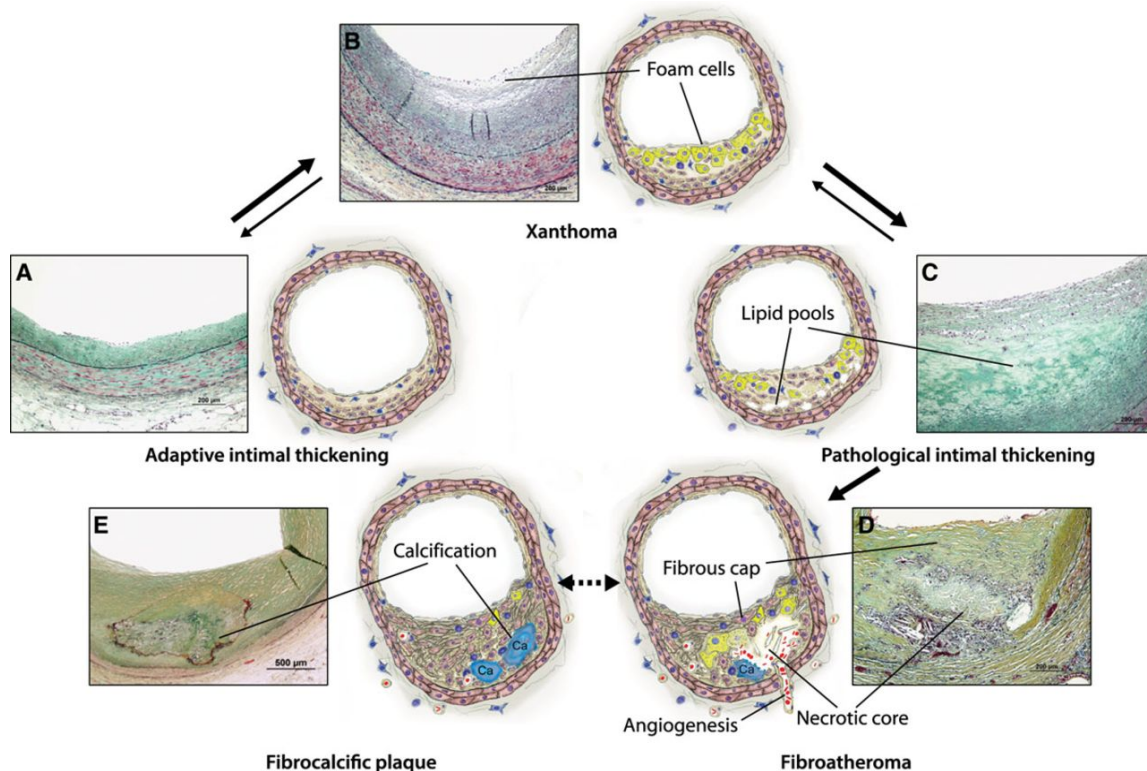 B
Foam cells
200 µm
Xanthoma
A
200 µm
Adaptive intimal thickening
C
Lipid pools
200 µm
Pathological intimal thickening
E
Calcification
500 µm
Ca
Ca
Fibrocalcific plaque
D
Fibrous cap
Ca
200 µm
Angiogenesis
Necrotic core
Fibroatheroma